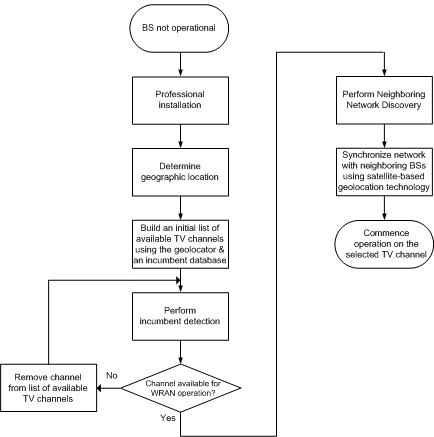 BS not operational
Professional
installation
Determine
geographic location
Build an initial list of
available TV channels
using the geolocator &
an incumbent database
Perform
incumbent detection
Channel available for
WRAN operation?
No
Remove channel
from list of available
TV channels
Yes
Perform Neighboring
Network Discovery
Synchronize network
with neighboring BSs
using satellite-based
geolocation technology
Commence
operation on the
selected TV channel